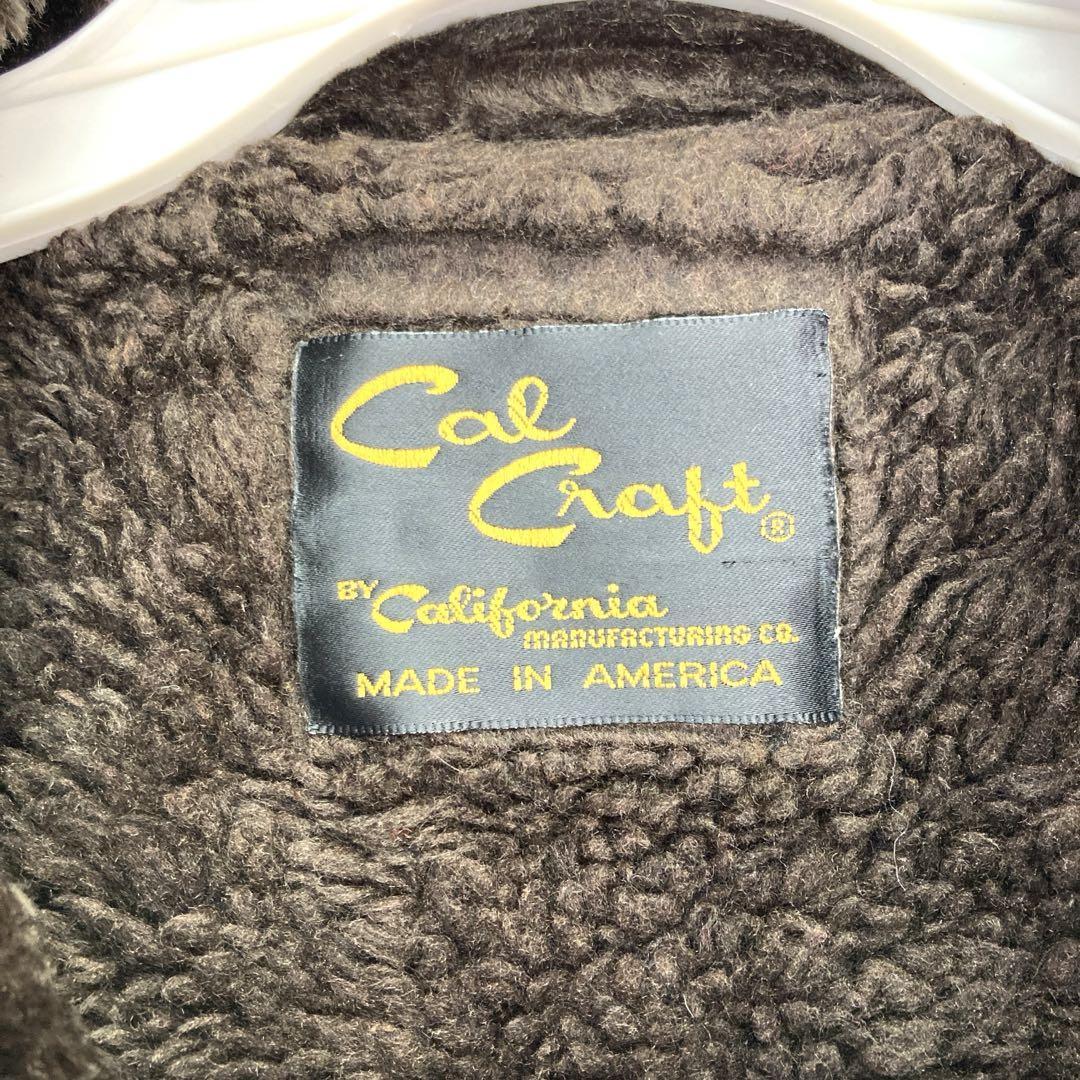 Cal
Craft®
BY California
MANUFACTURING CO.
MADE IN AMERICA